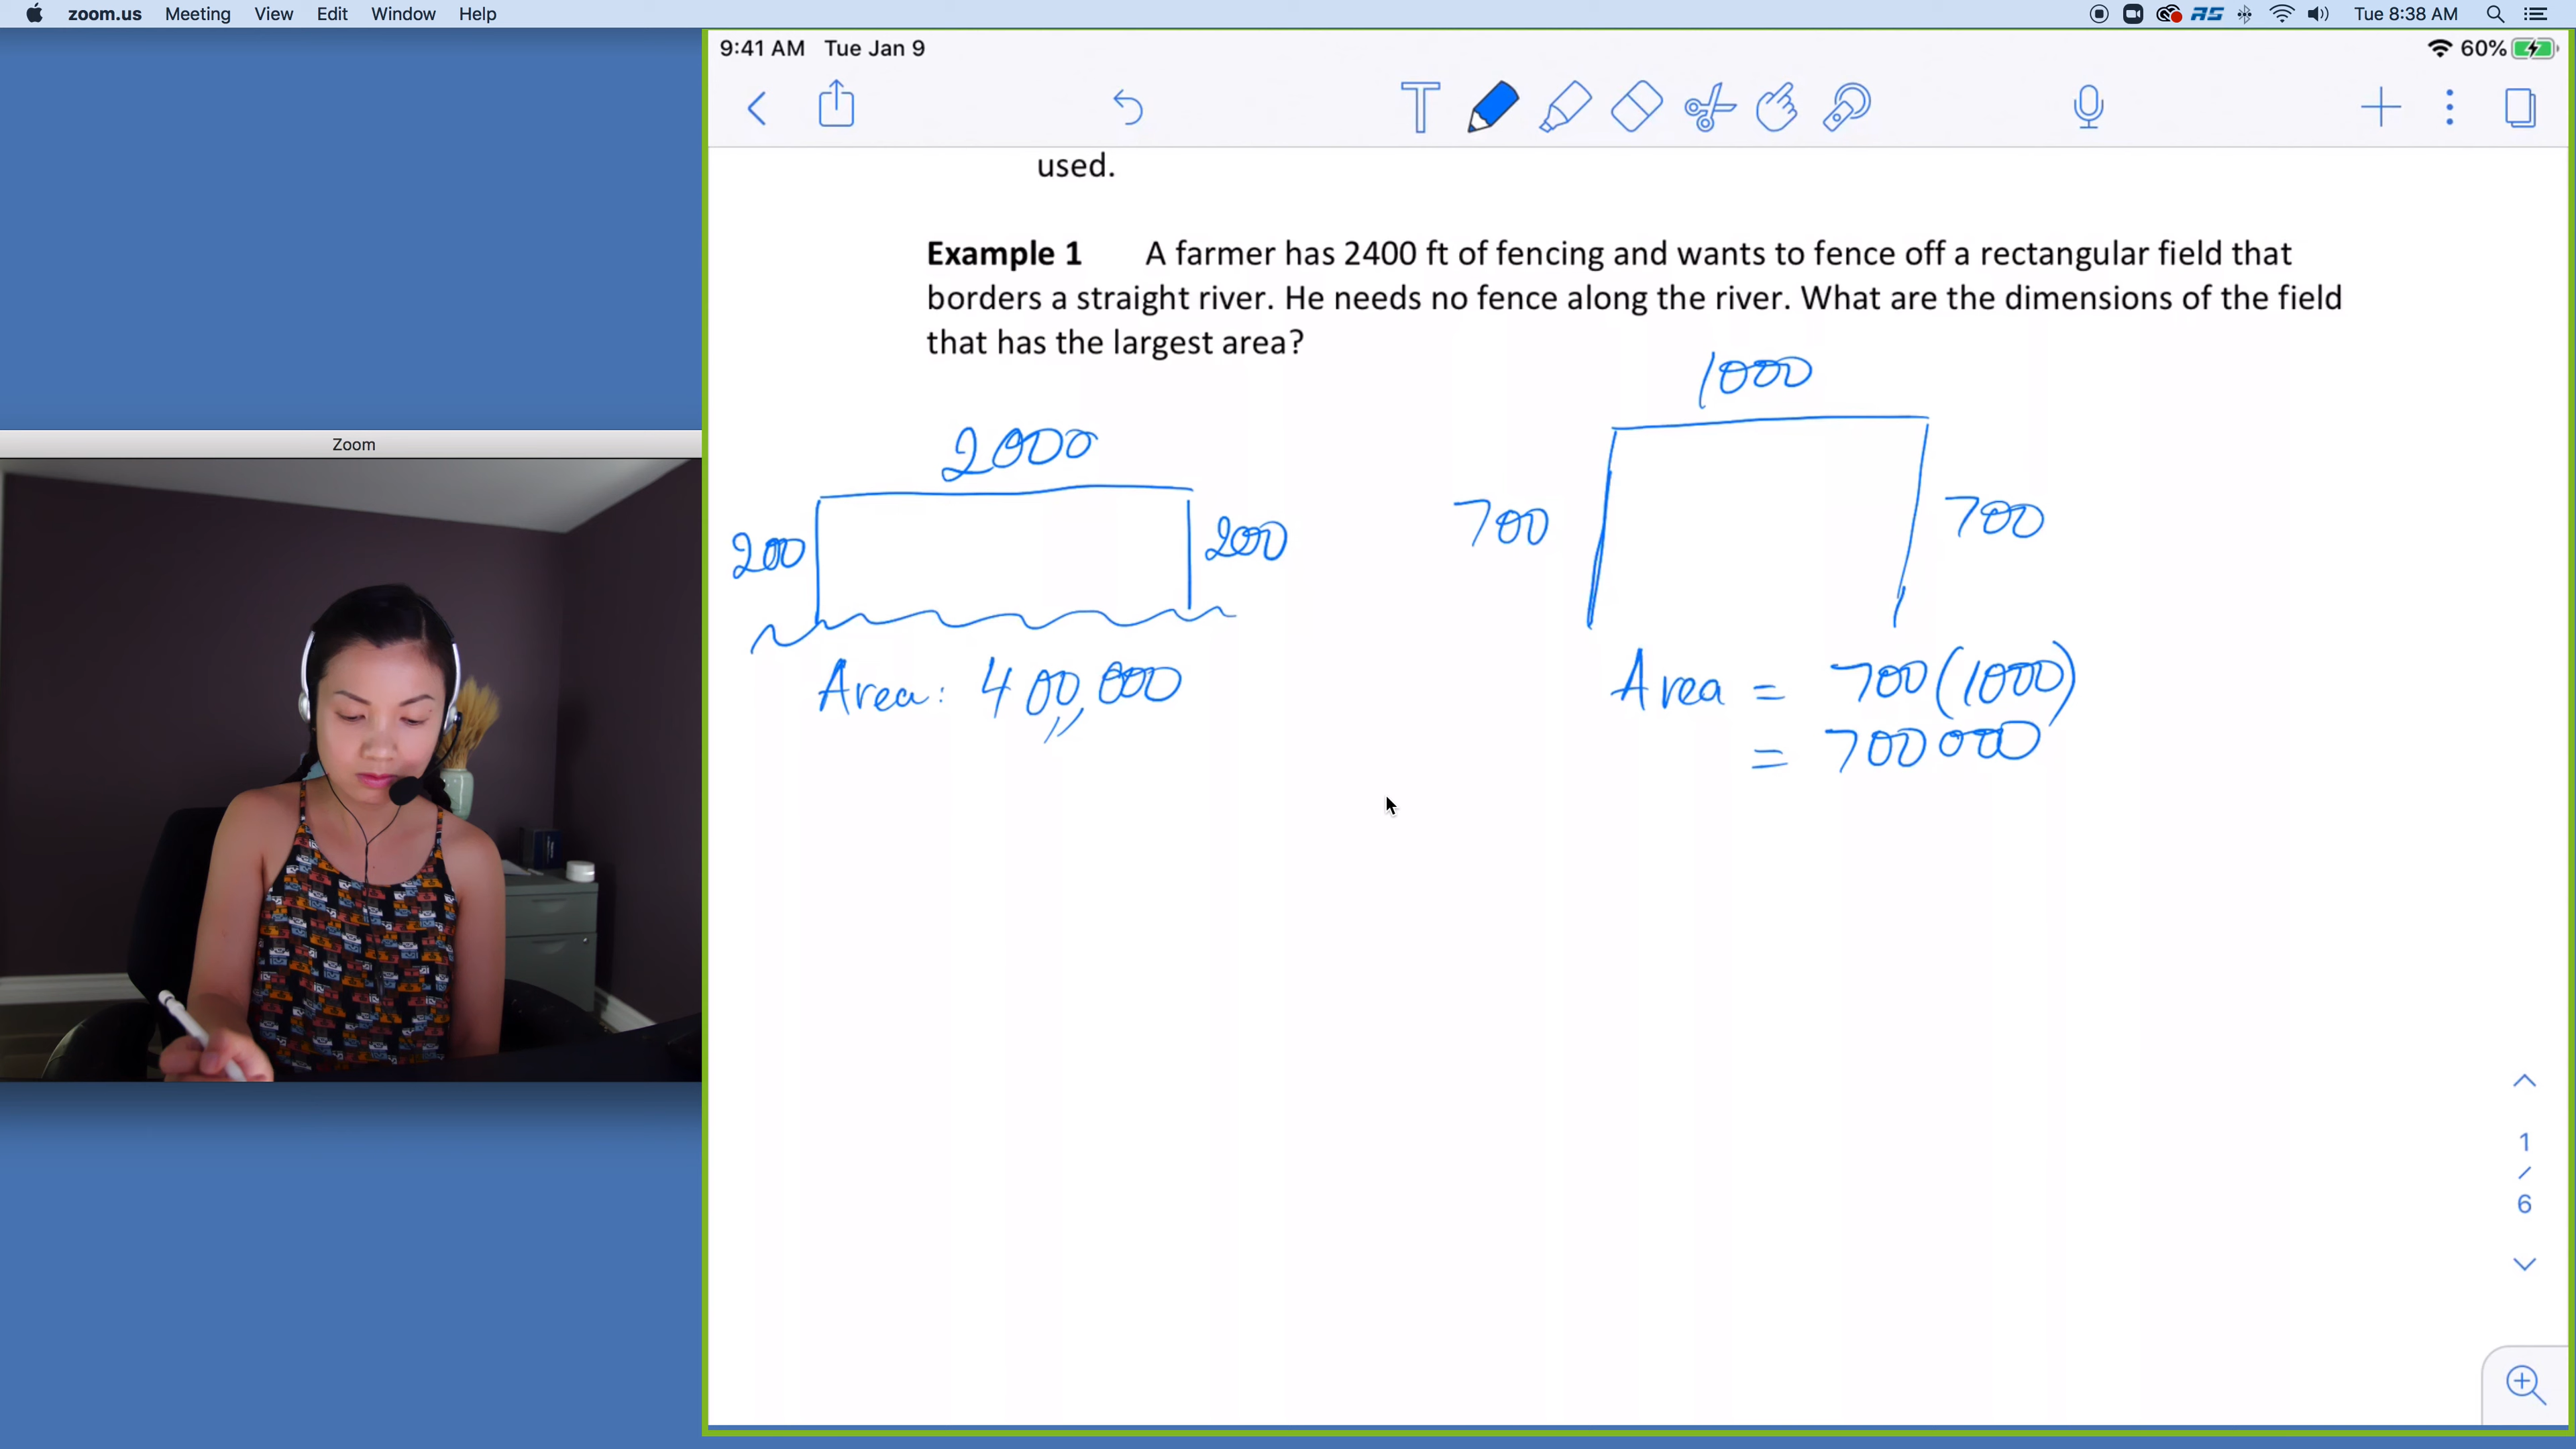 zoom.us Meeting View Edit Window Help
Tue 8:38 AM
9:41 AM Tue Jan 9
60%
T
used.
Example 1 A farmer has 2400 ft of fencing and wants to fence off a rectangular field that
borders a straight river. He needs no fence along the river. What are the dimensions of the field
that has the largest area?
2000
200
200
Area: 400,000
1000
700
700
Area = 700(1000)
= 700000
Zoom
1
/
6